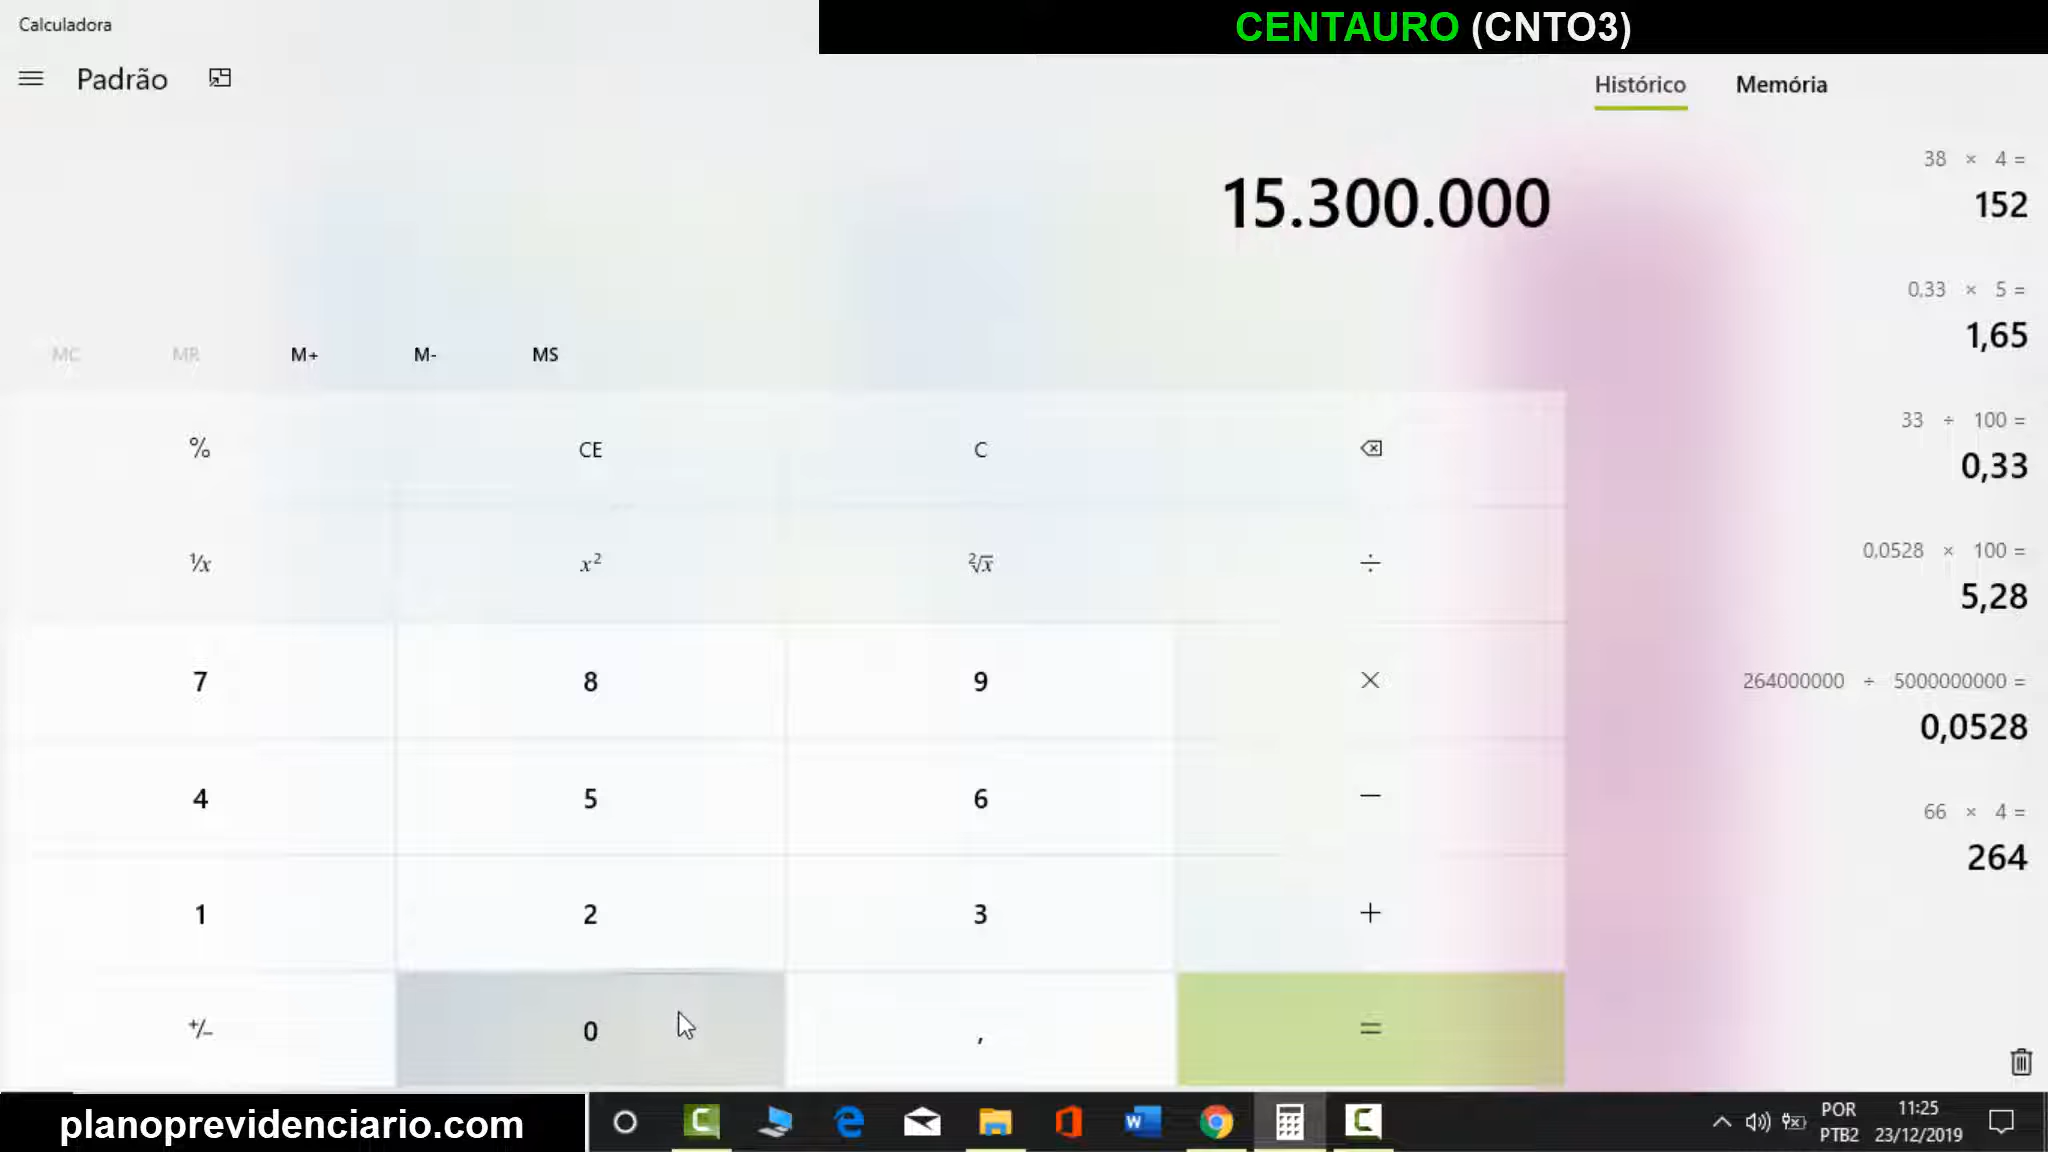 Calculadora
CENTAURO (CNTO3)
Padrão
Histórico
Memória
15.300.000
38 × 4 =
152
0,33 × 5 =
1,65
33 ÷ 100 =
0,33
0,0528 × 100 =
5,28
264000000 ÷ 5000000000 =
0,0528
66 × 4 =
264
MC MR M+ M- MS
% CE C
¹/x x² ²√x ÷
7 8 9 ×
4 5 6 −
1 2 3 +
+/− 0 , =
planoprevidenciario.com
POR
PTB2
11:25
23/12/2019